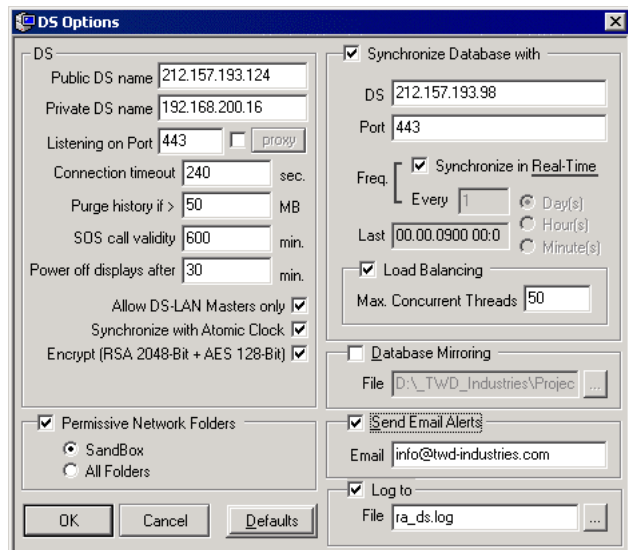 DS Options
DS
Public DS name 212.157.193.124
Private DS name 192.168.200.16
Listening on Port 443 proxy
Connection timeout 240 sec.
Purge history if > 50 MB
SOS call validity 600 min.
Power off displays after 30 min.
Allow DS-LAN Masters only
Synchronize with Atomic Clock
Encrypt (RSA 2048-Bit + AES 128-Bit)
Permissive Network Folders
SandBox
All Folders
OK Cancel Defaults
Synchronize Database with
DS 212.157.193.98
Port 443
Synchronize in Real-Time
Freq.
Every 1 Day(s)
Hour(s)
Last 00.00.0900 00:0
Minute(s)
Load Balancing
Max. Concurrent Threads 50
Database Mirroring
File D:\_TWD_Industries\Projec ...
Send Email Alerts
Email info@twd-industries.com
Log to
File ra_ds.log ...